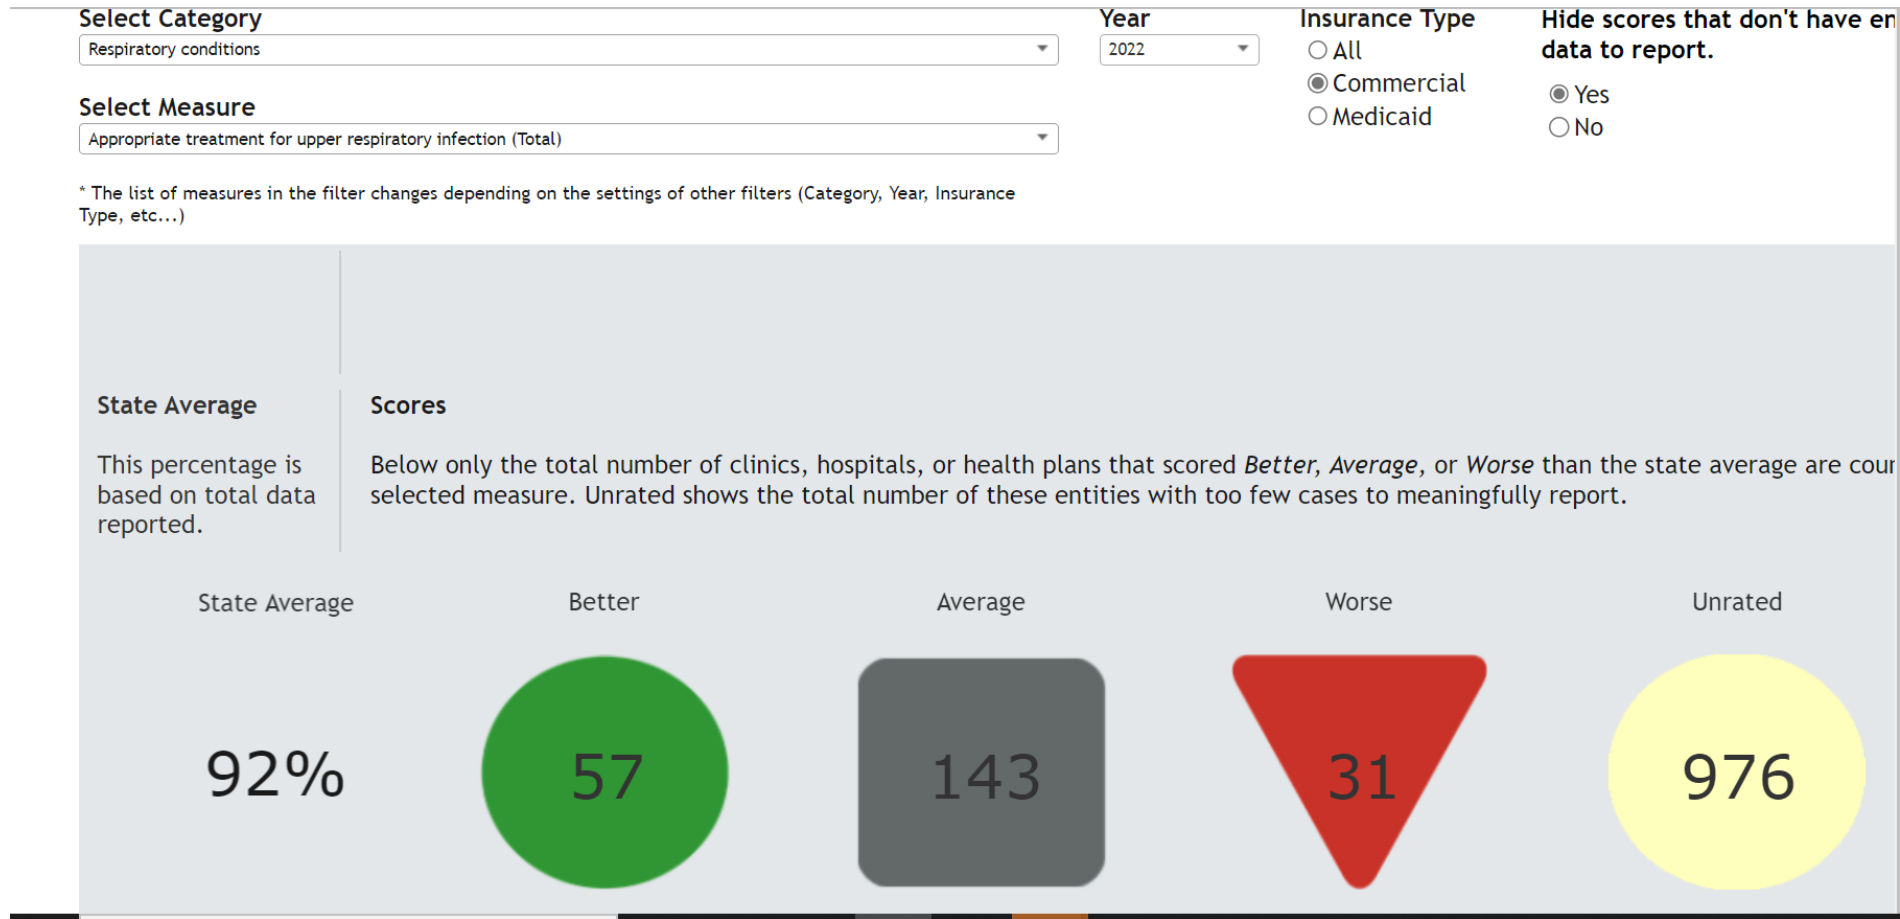 Select Category
Respiratory conditions
Select Measure
Appropriate treatment for upper respiratory infection (Total)
* The list of measures in the filter changes depending on the settings of other filters (Category, Year, Insurance
Type, etc...)
Year
2022
Insurance Type
All
Commercial
Medicaid
Hide scores that don't have
data to report.
Yes
No
State Average
This percentage is
based on total data
reported.
Scores
Below only the total number of clinics, hospitals, or health plans that scored Better, Average, or Worse than the state average are
selected measure. Unrated shows the total number of these entities with too few cases to meaningfully report.
State Average
92%
Better
57
Average
143
Worse
31
Unrated
976